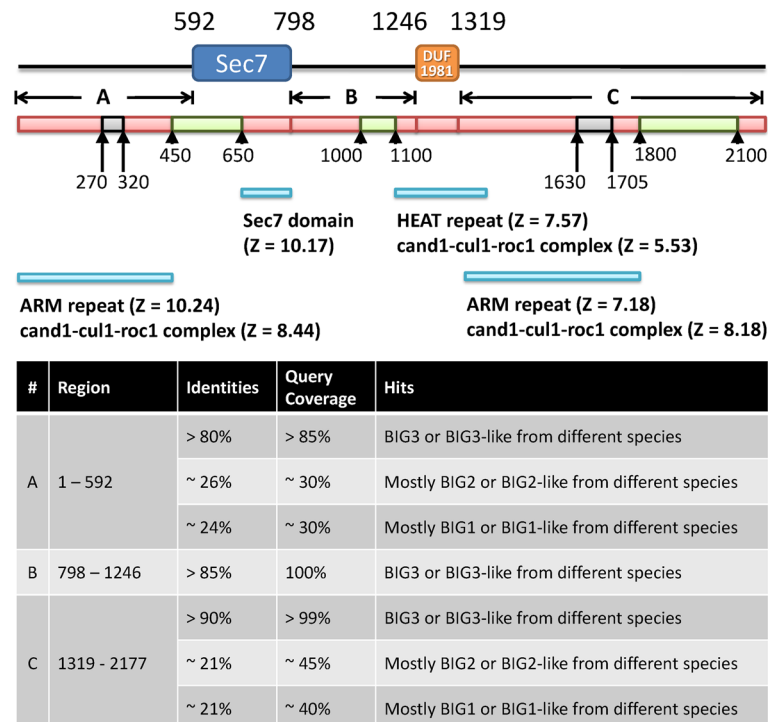 592 798 1246 1319
Sec7
DUF
1981
A B C
450 650 1000 1100 1800 2100
270 320 1630 1705
Sec7 domain
(Z = 10.17)
HEAT repeat (Z = 7.57)
cand1-cul1-roc1 complex (Z = 5.53)
ARM repeat (Z = 10.24)
cand1-cul1-roc1 complex (Z = 8.44)
ARM repeat (Z = 7.18)
cand1-cul1-roc1 complex (Z = 8.18)
# Region Identities Query Coverage Hits
> 80% > 85% BIG3 or BIG3-like from different species
A 1 – 592 ~ 26% ~ 30% Mostly BIG2 or BIG2-like from different species
~ 24% ~ 30% Mostly BIG1 or BIG1-like from different species
B 798 – 1246 > 85% 100% BIG3 or BIG3-like from different species
> 90% > 99% BIG3 or BIG3-like from different species
C 1319 - 2177 ~ 21% ~ 45% Mostly BIG2 or BIG2-like from different species
~ 21% ~ 40% Mostly BIG1 or BIG1-like from different species